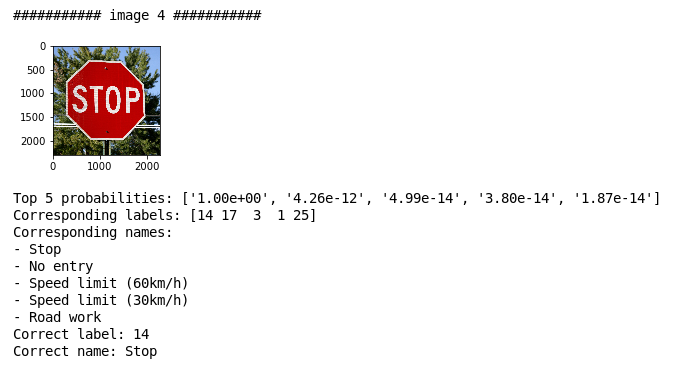 ########### image 4 ###########
0
500
1000
1500
2000
STOP
0 1000 2000
Top 5 probabilities: ['1.00e+00', '4.26e-12', '4.99e-14', '3.80e-14', '1.87e-14']
Corresponding labels: [14 17  3  1 25]
Corresponding names:
- Stop
- No entry
- Speed limit (60km/h)
- Speed limit (30km/h)
- Road work
Correct label: 14
Correct name: Stop